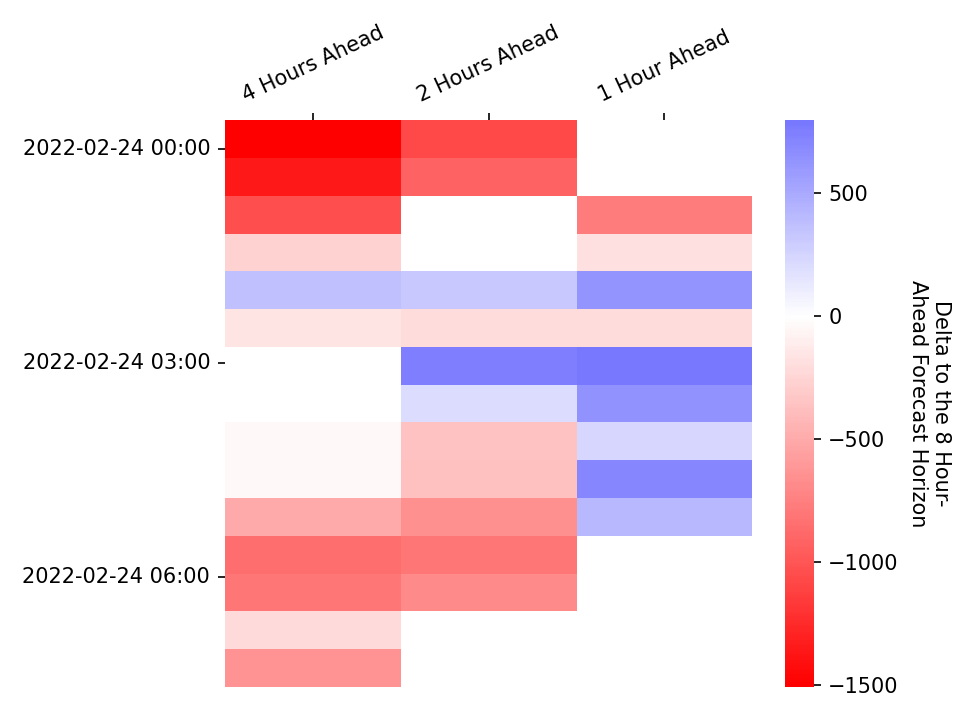 4 Hours Ahead
2 Hours Ahead
1 Hour Ahead
2022-02-24 00:00
2022-02-24 03:00
2022-02-24 06:00
500
0
−500
−1000
−1500
Delta to the 8 Hour-
Ahead Forecast Horizon